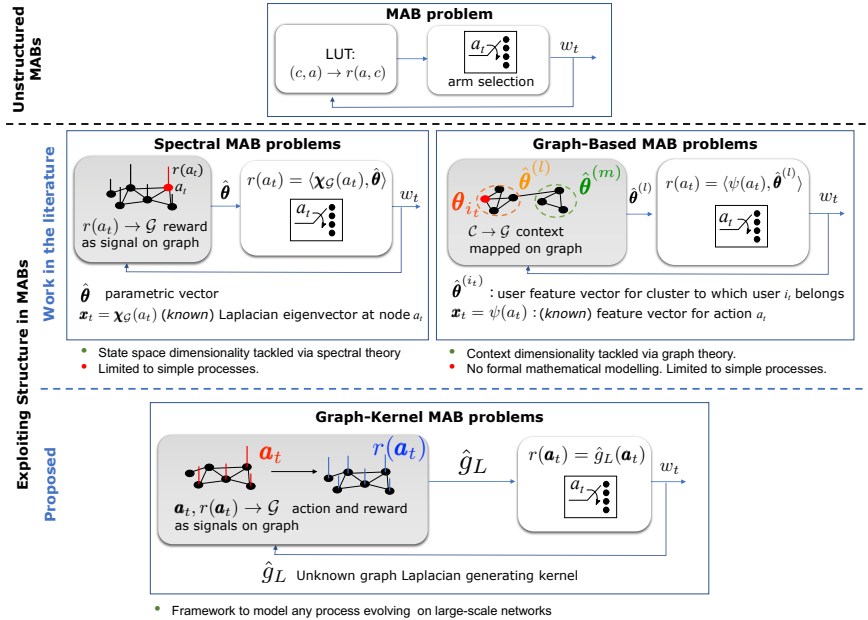 Unstructured
MABs
MAB problem
LUT:
(c, a) → r(a, c)
a_t
arm selection
w_t
Exploiting Structure in MABs
Work in the literature
Spectral MAB problems
r(a_t)
a_t
r(a_t) → 𝒢 reward
as signal on graph
θ̂
r(a_t) = ⟨χ_𝒢(a_t), θ̂⟩
a_t
w_t
θ̂ parametric vector
x_t = χ_𝒢(a_t) (known) Laplacian eigenvector at node a_t
• State space dimensionality tackled via spectral theory
• Limited to simple processes.
Graph-Based MAB problems
θ_{i_t}
θ̂^(l)
θ̂^(m)
𝒞 → 𝒢 context
mapped on graph
θ̂^(l)
r(a_t) = ⟨ψ(a_t), θ̂^(l)⟩
a_t
w_t
θ̂^(i_t) : user feature vector for cluster to which user i_t belongs
x_t = ψ(a_t) : (known) feature vector for action a_t
• Context dimensionality tackled via graph theory.
• No formal mathematical modelling. Limited to simple processes.
Proposed
Graph-Kernel MAB problems
a_t
r(a_t)
a_t, r(a_t) → 𝒢 action and reward
as signals on graph
ĝ_L
r(a_t) = ĝ_L(a_t)
a_t
w_t
ĝ_L Unknown graph Laplacian generating kernel
• Framework to model any process evolving on large-scale networks